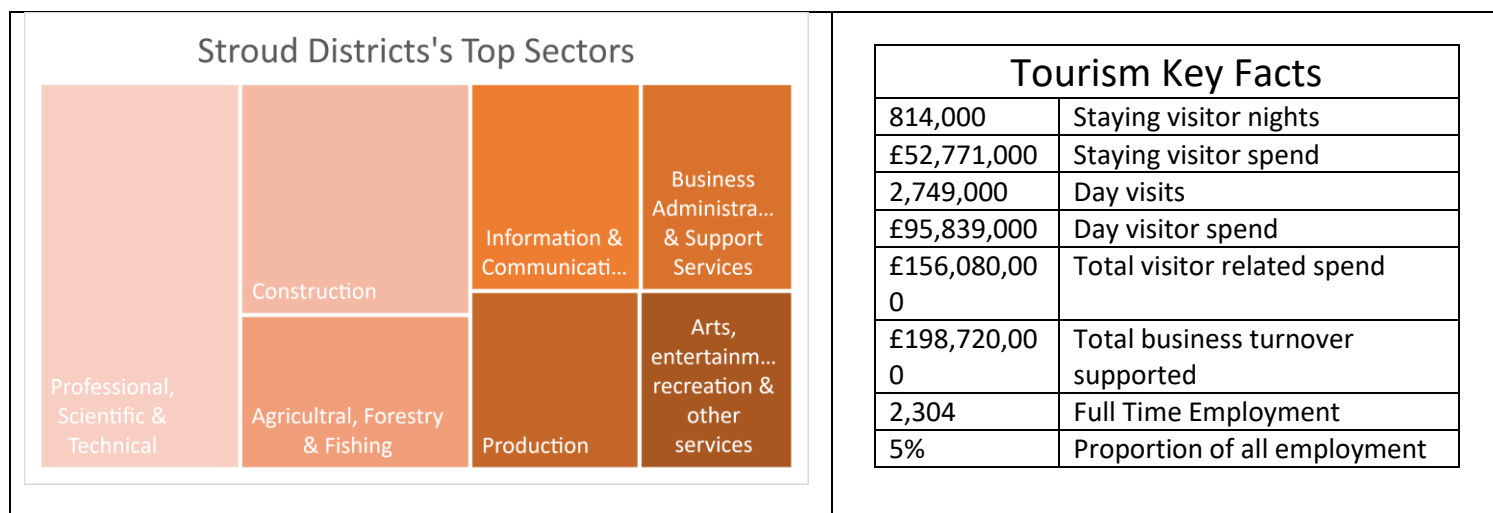 Stroud Districts's Top Sectors
Professional,
Scientific &
Technical
Construction
Agricultral, Forestry
& Fishing
Information &
Communicati...
Production
Business
Administra...
& Support
Services
Arts,
entertainm...
recreation &
other
services
Tourism Key Facts
814,000 Staying visitor nights
£52,771,000 Staying visitor spend
2,749,000 Day visits
£95,839,000 Day visitor spend
£156,080,00 Total visitor related spend
0
£198,720,00 Total business turnover
0 supported
2,304 Full Time Employment
5% Proportion of all employment